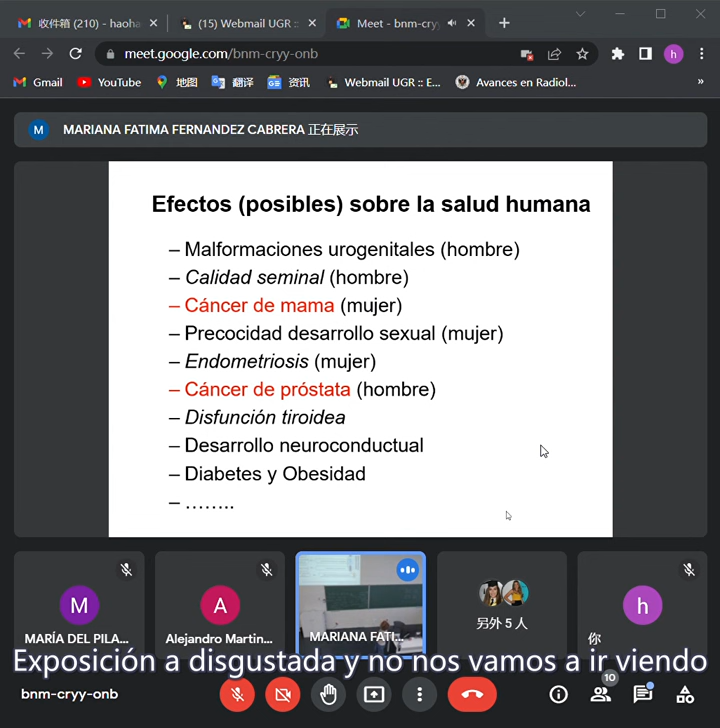 收件箱 (210) - haoha
(15) Webmail UGR ::
Meet - bnm-cry
meet.google.com/bnm-cryy-onb
h
Gmail
YouTube
地图
翻译
资讯
Webmail UGR :: E...
Avances en Radiol...
»
M
MARIANA FATIMA FERNANDEZ CABRERA 正在展示
Efectos (posibles) sobre la salud humana
– Malformaciones urogenitales (hombre)
– Calidad seminal (hombre)
– Cáncer de mama (mujer)
– Precocidad desarrollo sexual (mujer)
– Endometriosis (mujer)
– Cáncer de próstata (hombre)
– Disfunción tiroidea
– Desarrollo neuroconductual
– Diabetes y Obesidad
– ……..
M
MARÍA DEL PILA...
A
Alejandro Martin...
MARIANA FATI...
另外 5 人
h
你
Exposición a disgustada y no nos vamos a ir viendo
bnm-cryy-onb
10